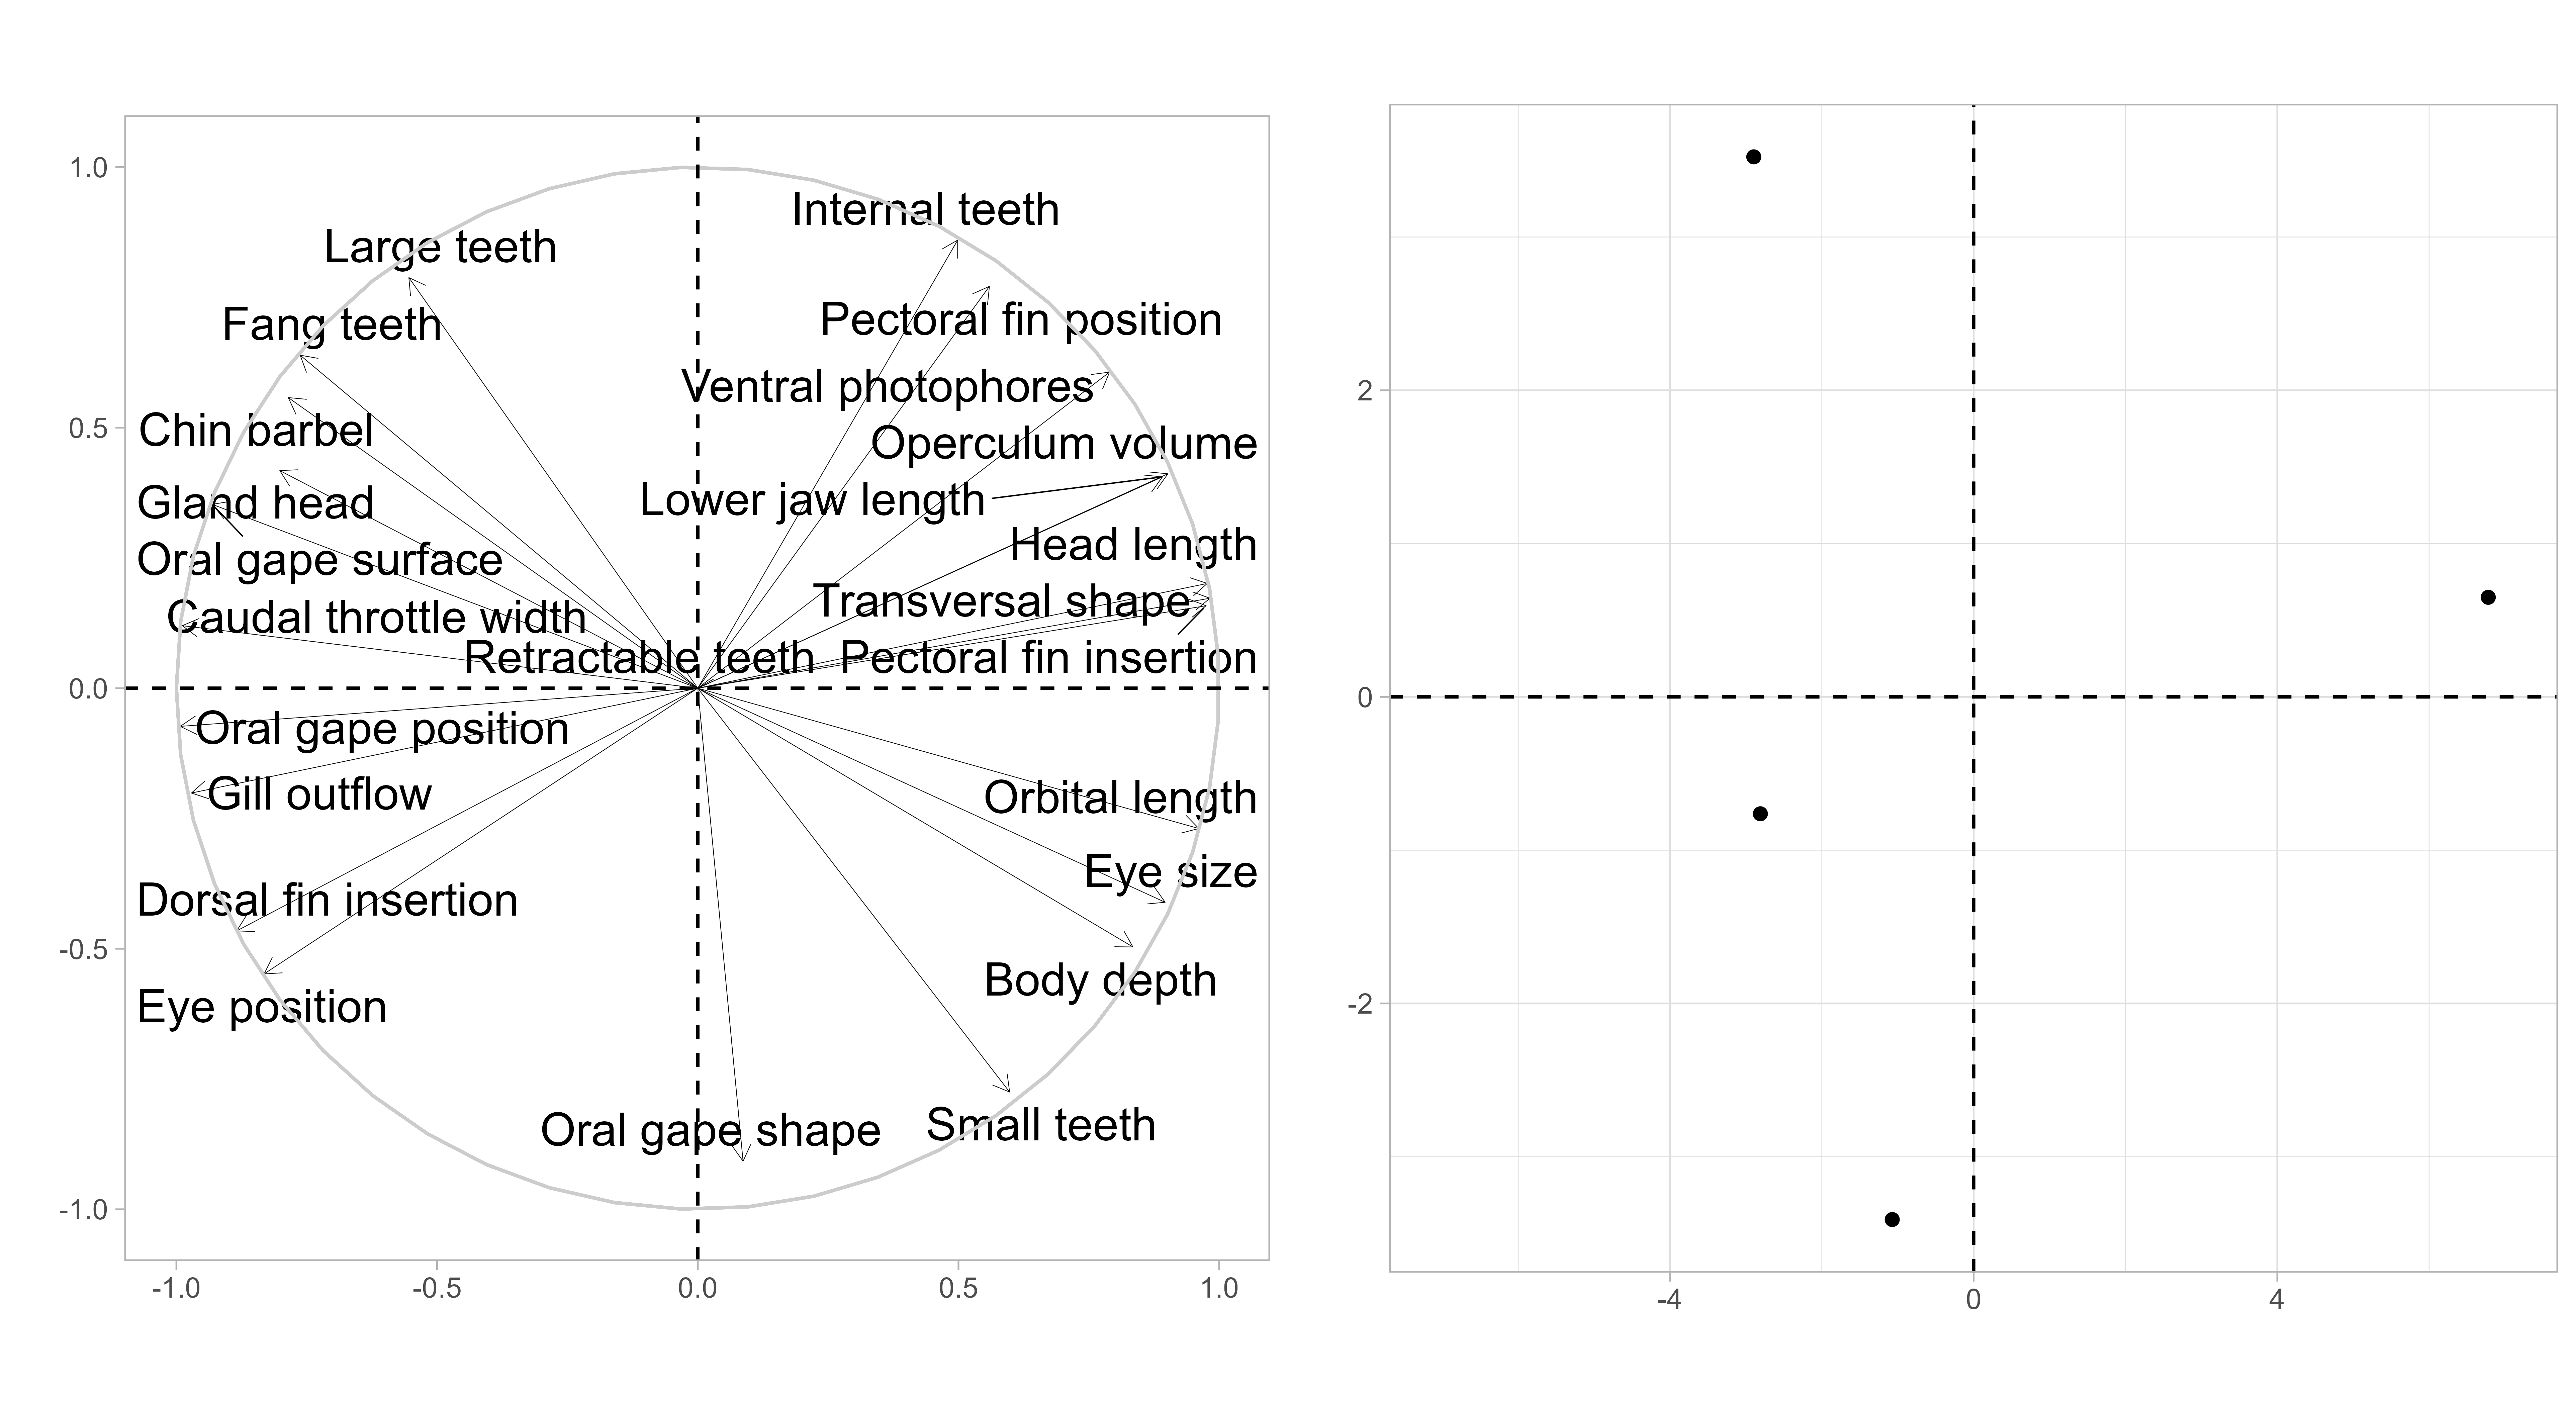 1.0
0.5
0.0
-0.5
-1.0
-1.0
-0.5
0.0
0.5
1.0
Internal teeth
Large teeth
Pectoral fin position
Fang teeth
Ventral photophores
Chin barbel
Operculum volume
Lower jaw length
Gland head
Head length
Oral gape surface
Transversal shape
Caudal throttle width
Retractable teeth
Pectoral fin insertion
Oral gape position
Gill outflow
Orbital length
Eye size
Dorsal fin insertion
Body depth
Eye position
Oral gape shape
Small teeth
2
0
-2
-4
0
4